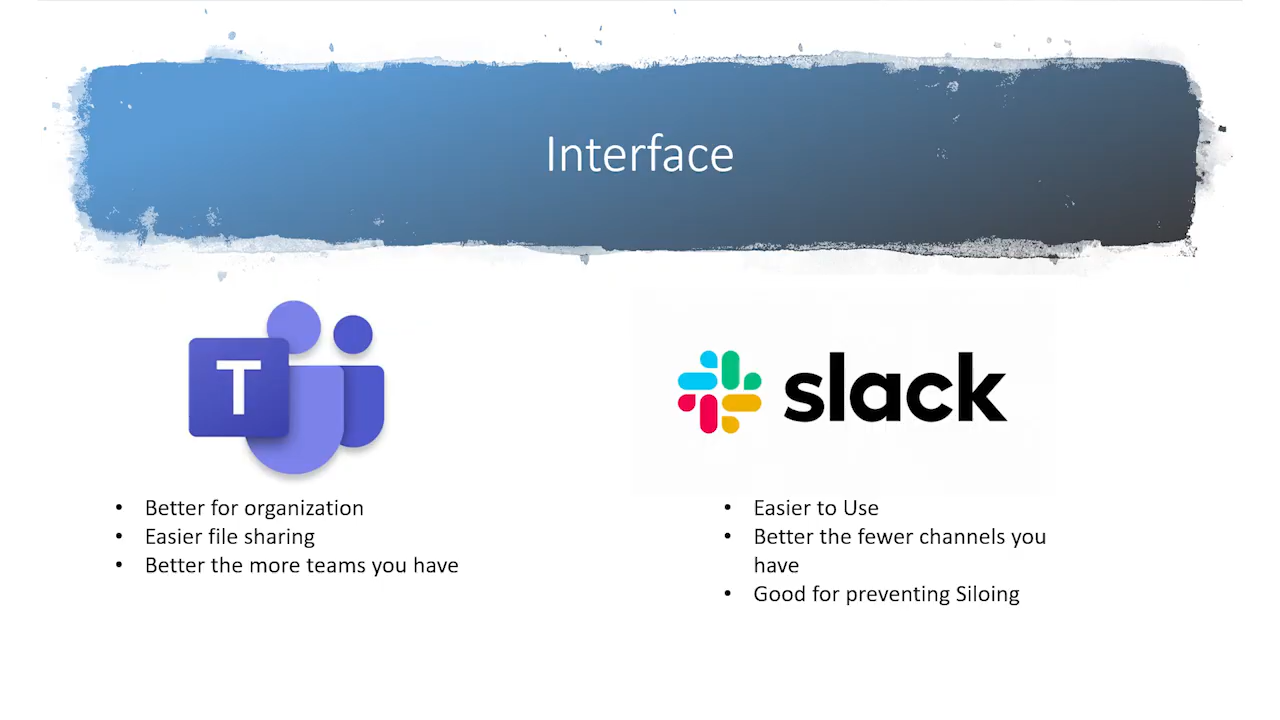 Interface
T
slack
• Better for organization
• Easier file sharing
• Better the more teams you have
• Easier to Use
• Better the fewer channels you
have
• Good for preventing Siloing